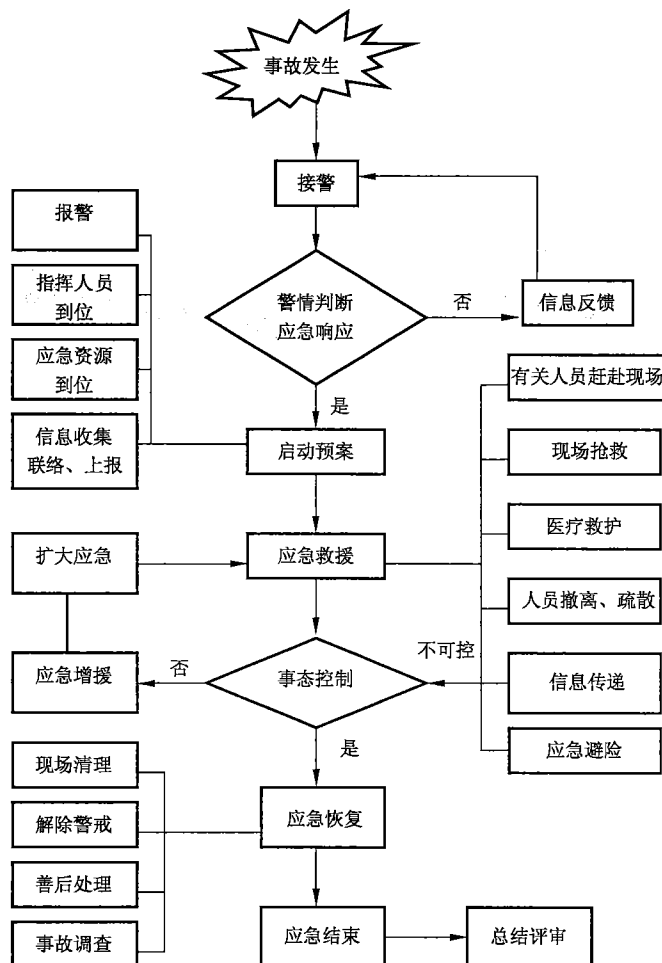 事故发生
接警
报警
指挥人员
到位
警情判断
应急响应
否
信息反馈
应急资源
到位
有关人员赶赴现场
是
信息收集
联络、上报
启动预案
现场抢救
医疗救护
扩大应急
应急救援
人员撤离、疏散
不可控
应急增援
否
事态控制
信息传递
是
应急避险
现场清理
应急恢复
解除警戒
善后处理
事故调查
应急结束
总结评审